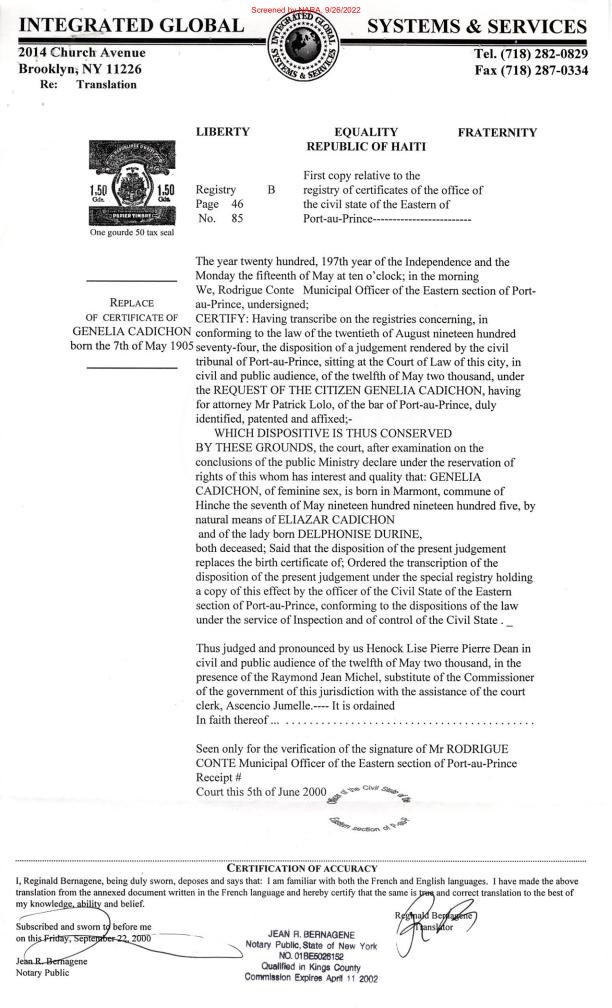 Screened by NARA, 9/26/2022
INTEGRATED GLOBAL SYSTEMS & SERVICES
INTEGRATED GLOBAL SYSTEMS & SERVICES
2014 Church Avenue
Brooklyn, NY 11226
Re: Translation
Tel. (718) 282-0829
Fax (718) 287-0334
LIBERTY EQUALITY FRATERNITY
REPUBLIC OF HAITI
1,50 1,50
Gds. Gds.
PAPIER TIMBRE
One gourde 50 tax seal
Registry B
Page 46
No. 85
First copy relative to the
registry of certificates of the office of
the civil state of the Eastern of
Port-au-Prince-------------------------
REPLACE
OF CERTIFICATE OF
GENELIA CADICHON
born the 7th of May 1905
The year twenty hundred, 197th year of the Independence and the
Monday the fifteenth of May at ten o'clock; in the morning
We, Rodrigue Conte Municipal Officer of the Eastern section of Port-
au-Prince, undersigned;
CERTIFY: Having transcribe on the registries concerning, in
conforming to the law of the twentieth of August nineteen hundred
seventy-four, the disposition of a judgement rendered by the civil
tribunal of Port-au-Prince, sitting at the Court of Law of this city, in
civil and public audience, of the twelfth of May two thousand, under
the REQUEST OF THE CITIZEN GENELIA CADICHON, having
for attorney Mr Patrick Lolo, of the bar of Port-au-Prince, duly
identified, patented and affixed;-
WHICH DISPOSITIVE IS THUS CONSERVED
BY THESE GROUNDS, the court, after examination on the
conclusions of the public Ministry declare under the reservation of
rights of this whom has interest and quality that: GENELIA
CADICHON, of feminine sex, is born in Marmont, commune of
Hinche the seventh of May nineteen hundred nineteen hundred five, by
natural means of ELIAZAR CADICHON
and of the lady born DELPHONISE DURINE,
both deceased; Said that the disposition of the present judgement
replaces the birth certificate of; Ordered the transcription of the
disposition of the present judgement under the special registry holding
a copy of this effect by the officer of the Civil State of the Eastern
section of Port-au-Prince, conforming to the dispositions of the law
under the service of Inspection and of control of the Civil State . _
Thus judged and pronounced by us Henock Lise Pierre Pierre Dean in
civil and public audience of the twelfth of May two thousand, in the
presence of the Raymond Jean Michel, substitute of the Commissioner
of the government of this jurisdiction with the assistance of the court
clerk, Ascencio Jumelle.---- It is ordained
In faith thereof ... . . . . . . . . . . . . . . . . . . . . . . . . . . . . . . . . . . . . . . . .
Seen only for the verification of the signature of Mr RODRIGUE
CONTE Municipal Officer of the Eastern section of Port-au-Prince
Receipt #
Court this 5th of June 2000
of the Civil State of the
Eastern section of P-au-P
CERTIFICATION OF ACCURACY
I, Reginald Bernagene, being duly sworn, deposes and says that: I am familiar with both the French and English languages. I have made the above
translation from the annexed document written in the French language and hereby certify that the same is true and correct translation to the best of
my knowledge, ability and belief.
Reginald Bernagene
Translator
Subscribed and sworn to before me
on this Friday, September 22, 2000
Jean R. Bernagene
Notary Public
JEAN R. BERNAGENE
Notary Public, State of New York
NO. 01BE5026152
Qualified in Kings County
Commission Expires April 11 2002